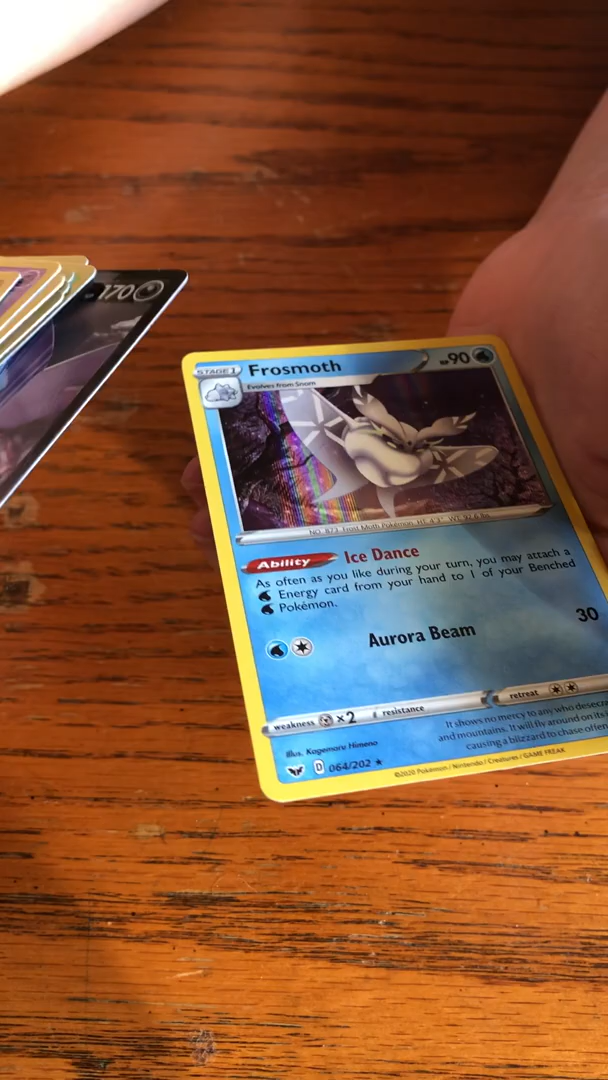 170
STAGE 1 Frosmoth HP 90
Evolves from Snom
NO. 873 Frost Moth Pokémon HT: 4'3" WT: 92.6 lbs
Ability Ice Dance
As often as you like during your turn, you may attach a
Energy card from your hand to 1 of your Benched
Pokémon.
Aurora Beam 30
weakness ×2 resistance retreat
It shows no mercy to any who desecra
and mountains. It will fly around on its i
causing a blizzard to chase offen
Illus. Kagemaru Himeno
D 064/202
©2020 Pokémon / Nintendo / Creatures / GAME FREAK